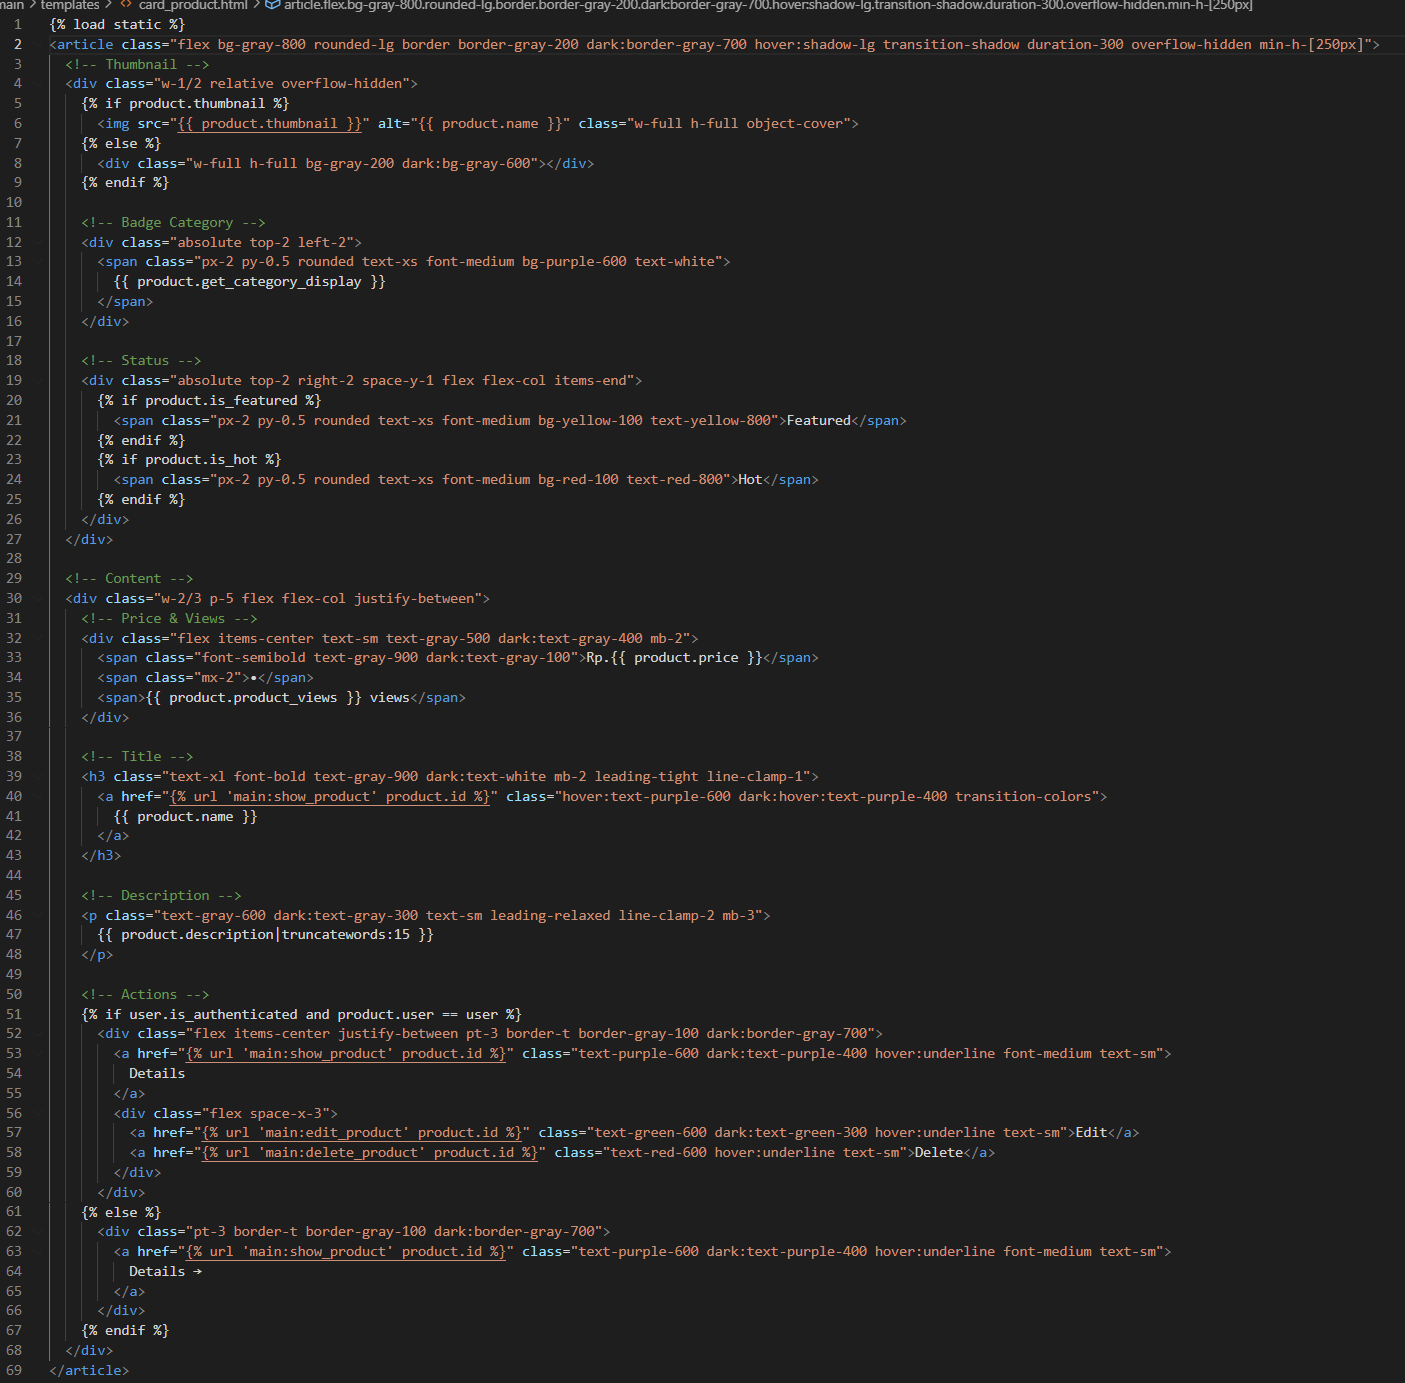 main > templates > <> card_product.html > article.flex.bg-gray-800.rounded-lg.border.border-gray-200.dark:border-gray-700.hover:shadow-lg.transition-shadow.duration-300.overflow-hidden.min-h-[250px]
1 {% load static %}
2 <article class="flex bg-gray-800 rounded-lg border border-gray-200 dark:border-gray-700 hover:shadow-lg transition-shadow duration-300 overflow-hidden min-h-[250px]">
3 <!-- Thumbnail -->
4 <div class="w-1/2 relative overflow-hidden">
5 {% if product.thumbnail %}
6 <img src="{{ product.thumbnail }}" alt="{{ product.name }}" class="w-full h-full object-cover">
7 {% else %}
8 <div class="w-full h-full bg-gray-200 dark:bg-gray-600"></div>
9 {% endif %}
10
11 <!-- Badge Category -->
12 <div class="absolute top-2 left-2">
13 <span class="px-2 py-0.5 rounded text-xs font-medium bg-purple-600 text-white">
14 {{ product.get_category_display }}
15 </span>
16 </div>
17
18 <!-- Status -->
19 <div class="absolute top-2 right-2 space-y-1 flex flex-col items-end">
20 {% if product.is_featured %}
21 <span class="px-2 py-0.5 rounded text-xs font-medium bg-yellow-100 text-yellow-800">Featured</span>
22 {% endif %}
23 {% if product.is_hot %}
24 <span class="px-2 py-0.5 rounded text-xs font-medium bg-red-100 text-red-800">Hot</span>
25 {% endif %}
26 </div>
27 </div>
28
29 <!-- Content -->
30 <div class="w-2/3 p-5 flex flex-col justify-between">
31 <!-- Price & Views -->
32 <div class="flex items-center text-sm text-gray-500 dark:text-gray-400 mb-2">
33 <span class="font-semibold text-gray-900 dark:text-gray-100">Rp.{{ product.price }}</span>
34 <span class="mx-2">•</span>
35 <span>{{ product.product_views }} views</span>
36 </div>
37
38 <!-- Title -->
39 <h3 class="text-xl font-bold text-gray-900 dark:text-white mb-2 leading-tight line-clamp-1">
40 <a href="{% url 'main:show_product' product.id %}" class="hover:text-purple-600 dark:hover:text-purple-400 transition-colors">
41 {{ product.name }}
42 </a>
43 </h3>
44
45 <!-- Description -->
46 <p class="text-gray-600 dark:text-gray-300 text-sm leading-relaxed line-clamp-2 mb-3">
47 {{ product.description|truncatewords:15 }}
48 </p>
49
50 <!-- Actions -->
51 {% if user.is_authenticated and product.user == user %}
52 <div class="flex items-center justify-between pt-3 border-t border-gray-100 dark:border-gray-700">
53 <a href="{% url 'main:show_product' product.id %}" class="text-purple-600 dark:text-purple-400 hover:underline font-medium text-sm">
54 Details
55 </a>
56 <div class="flex space-x-3">
57 <a href="{% url 'main:edit_product' product.id %}" class="text-green-600 dark:text-green-300 hover:underline text-sm">Edit</a>
58 <a href="{% url 'main:delete_product' product.id %}" class="text-red-600 hover:underline text-sm">Delete</a>
59 </div>
60 </div>
61 {% else %}
62 <div class="pt-3 border-t border-gray-100 dark:border-gray-700">
63 <a href="{% url 'main:show_product' product.id %}" class="text-purple-600 dark:text-purple-400 hover:underline font-medium text-sm">
64 Details →
65 </a>
66 </div>
67 {% endif %}
68 </div>
69 </article>